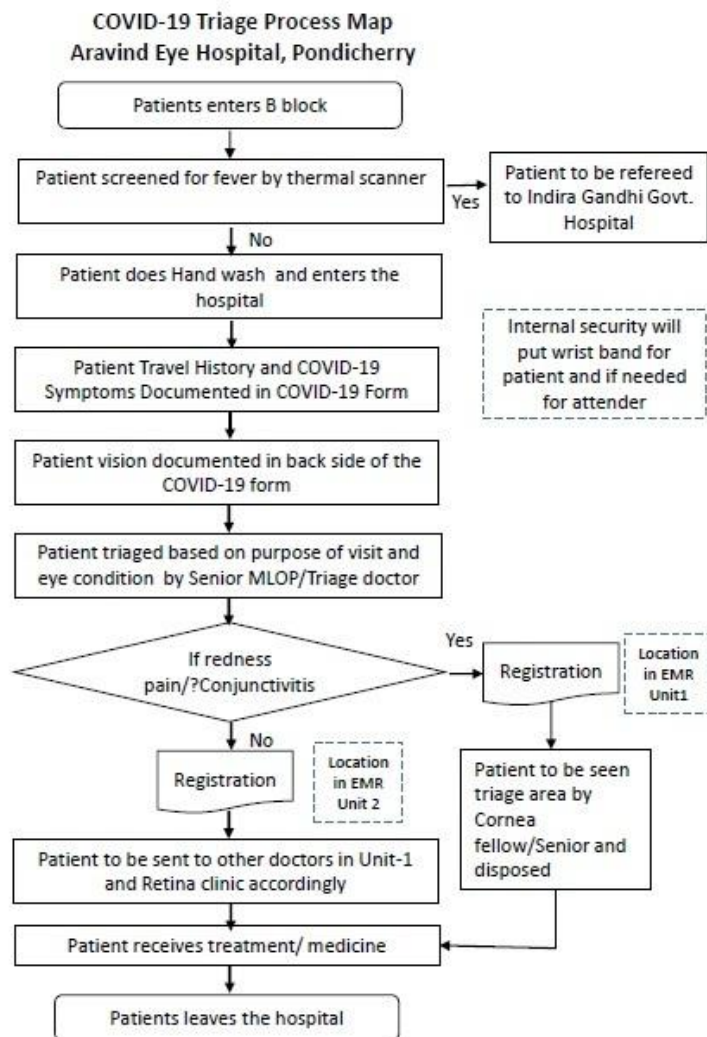 COVID-19 Triage Process Map
Aravind Eye Hospital, Pondicherry
Patients enters B block
Patient screened for fever by thermal scanner
Yes
Patient to be refereed
to Indira Gandhi Govt.
Hospital
No
Patient does Hand wash and enters the
hospital
Internal security will
put wrist band for
patient and if needed
for attender
Patient Travel History and COVID-19
Symptoms Documented in COVID-19 Form
Patient vision documented in back side of the
COVID-19 form
Patient triaged based on purpose of visit and
eye condition by Senior MLOP/Triage doctor
If redness
pain/?Conjunctivitis
Yes
Registration
Location
in EMR
Unit1
No
Registration
Location
in EMR
Unit 2
Patient to be seen
triage area by
Cornea
fellow/Senior and
disposed
Patient to be sent to other doctors in Unit-1
and Retina clinic accordingly
Patient receives treatment/ medicine
Patients leaves the hospital